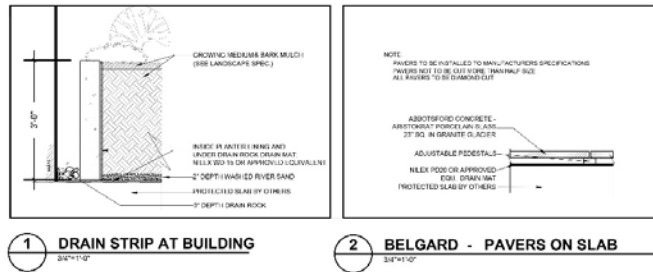 GROWING MEDIUM & BARK MULCH
(SEE LANDSCAPE SPEC.)
3'-0"
INSIDE PLANTER LINING AND
UNDER DRAIN ROCK DRAIN MAT:
NILEX WD-15 OR APPROVED EQUIVALENT
2" DEPTH WASHED RIVER SAND
PROTECTED SLAB BY OTHERS
3" DEPTH DRAIN ROCK
1 DRAIN STRIP AT BUILDING
3/4"=1'-0"
NOTE:
PAVERS TO BE INSTALLED TO MANUFACTURERS SPECIFICATIONS
PAVERS NOT TO BE CUT MORE THAN HALF SIZE
ALL PAVERS TO BE DIAMOND CUT
ABBOTSFORD CONCRETE -
ARISTOKRAT PORCELAIN GLASS
23" SQ. IN GRANITE GLACIER
ADJUSTABLE PEDESTALS
NILEX PD20 OR APPROVED
EQU. DRAIN MAT
PROTECTED SLAB BY OTHERS
2 BELGARD - PAVERS ON SLAB
3/4"=1'-0"